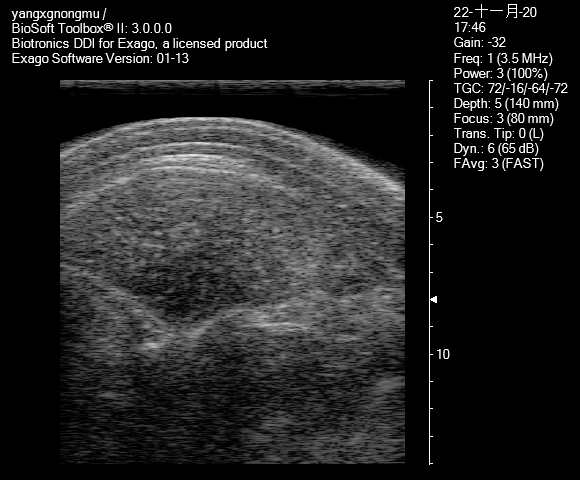 yangxgnongmu /
BioSoft Toolbox® II: 3.0.0.0
Biotronics DDI for Exago, a licensed product
Exago Software Version: 01-13
22-十一月-20
17:46
Gain: -32
Freq: 1 (3.5 MHz)
Power: 3 (100%)
TGC: 72/-16/-64/-72
Depth: 5 (140 mm)
Focus: 3 (80 mm)
Trans. Tip: 0 (L)
Dyn.: 6 (65 dB)
FAvg: 3 (FAST)
5
10